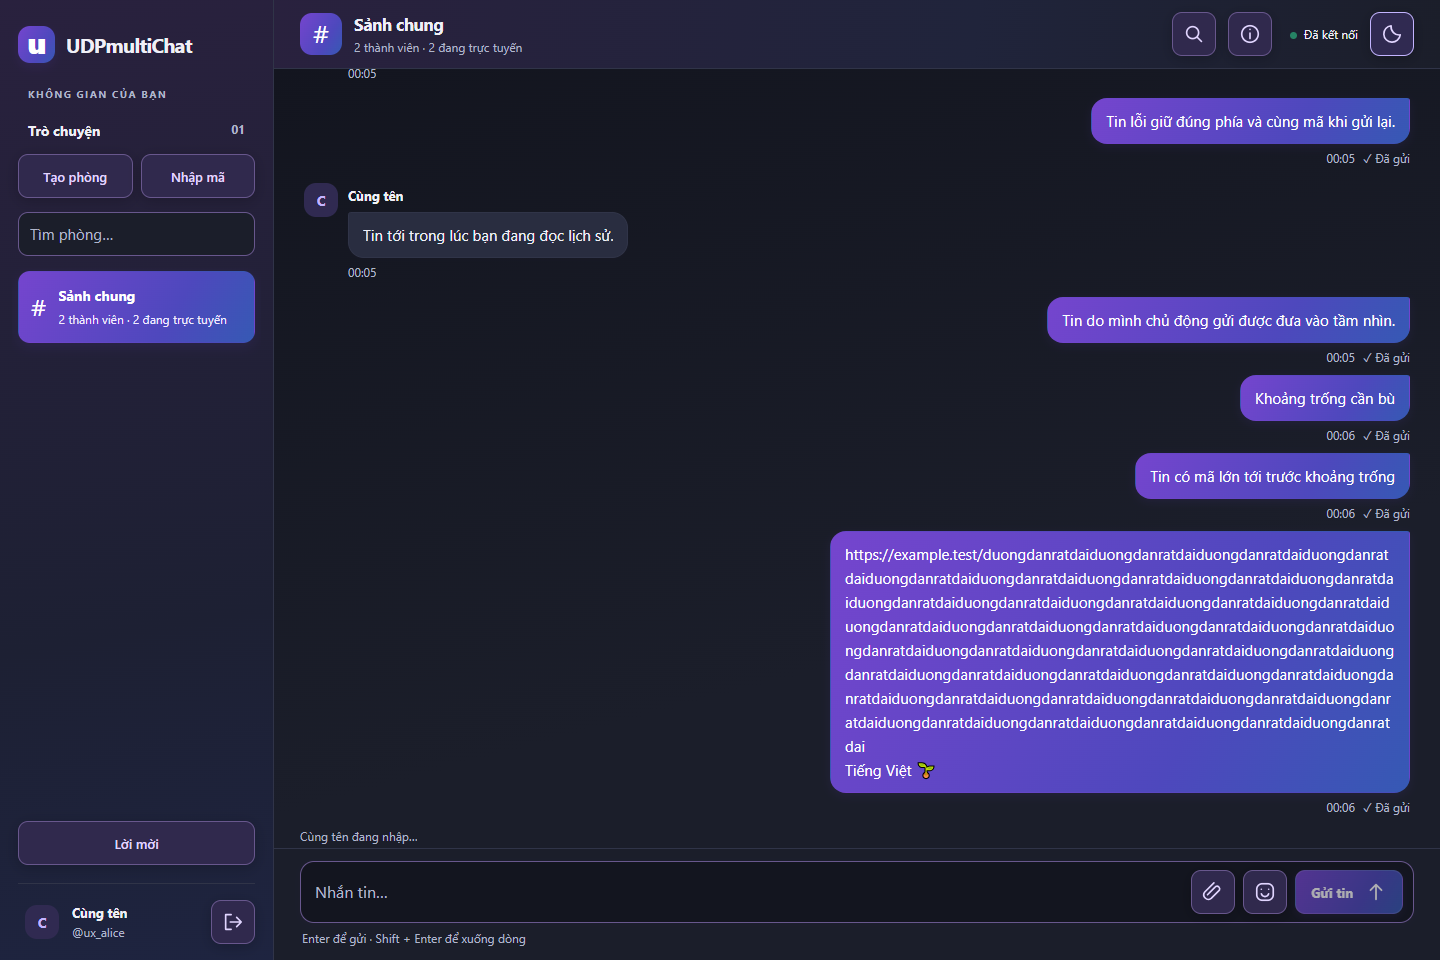 u UDPmultiChat
KHÔNG GIAN CỦA BẠN
Trò chuyện 01
Tạo phòng Nhập mã
Tìm phòng...
# Sảnh chung
2 thành viên · 2 đang trực tuyến
Lời mời
C Cùng tên
@ux_alice
# Sảnh chung
2 thành viên · 2 đang trực tuyến
Đã kết nối
00:05
Tin lỗi giữ đúng phía và cùng mã khi gửi lại.
00:05 ✓ Đã gửi
C Cùng tên
Tin tới trong lúc bạn đang đọc lịch sử.
00:05
Tin do mình chủ động gửi được đưa vào tầm nhìn.
00:05 ✓ Đã gửi
Khoảng trống cần bù
00:06 ✓ Đã gửi
Tin có mã lớn tới trước khoảng trống
00:06 ✓ Đã gửi
https://example.test/duongdanratdaiduongdanratdaiduongdanratdaiduongdanrat
daiduongdanratdaiduongdanratdaiduongdanratdaiduongdanratdaiduongdanratda
iduongdanratdaiduongdanratdaiduongdanratdaiduongdanratdaiduongdanratdaid
uongdanratdaiduongdanratdaiduongdanratdaiduongdanratdaiduongdanratdaiduo
ngdanratdaiduongdanratdaiduongdanratdaiduongdanratdaiduongdanratdaiduong
danratdaiduongdanratdaiduongdanratdaiduongdanratdaiduongdanratdaiduongda
nratdaiduongdanratdaiduongdanratdaiduongdanratdaiduongdanratdaiduongdanr
atdaiduongdanratdaiduongdanratdaiduongdanratdaiduongdanratdaiduongdanrat
dai
Tiếng Việt 🌱
00:06 ✓ Đã gửi
Cùng tên đang nhập...
Nhắn tin...
Gửi tin
Enter để gửi · Shift + Enter để xuống dòng